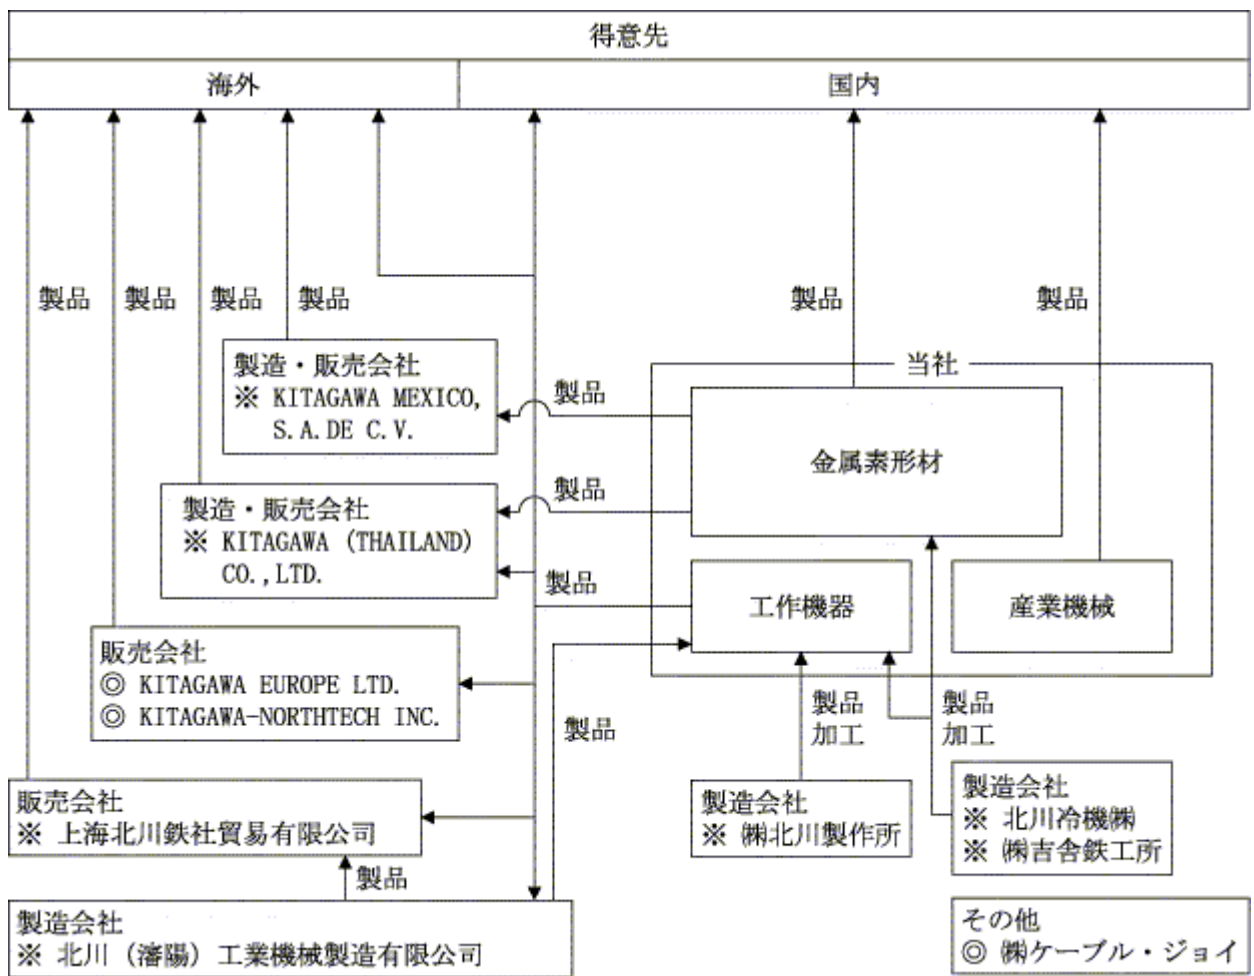 得意先
海外
国内
製品
製品
製品
製品
製品
製品
製造・販売会社
※ KITAGAWA MEXICO,
S.A.DE C.V.
製品
当社
金属素形材
製造・販売会社
※ KITAGAWA (THAILAND)
CO.,LTD.
製品
製品
工作機器
産業機械
販売会社
◎ KITAGAWA EUROPE LTD.
◎ KITAGAWA-NORTHTECH INC.
製品
製品
加工
製品
加工
販売会社
※ 上海北川鉄社貿易有限公司
製造会社
※ ㈱北川製作所
製造会社
※ 北川冷機㈱
※ ㈱吉舎鉄工所
製品
製造会社
※ 北川(瀋陽)工業機械製造有限公司
その他
◎ ㈱ケーブル・ジョイ